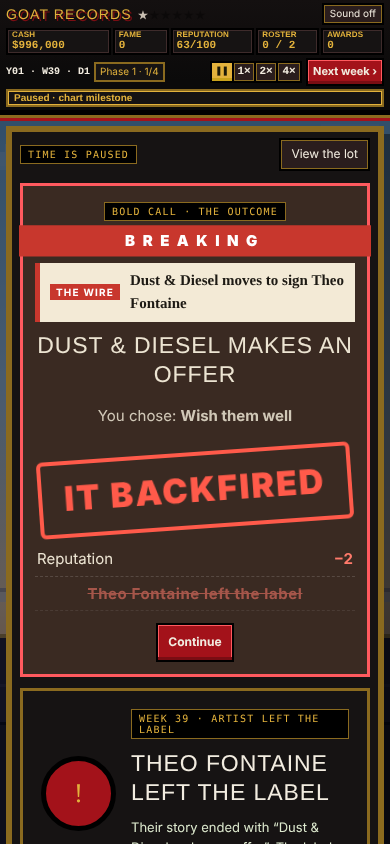 GOAT RECORDS ★
Sound off
CASH
$996,000
FAME
0
REPUTATION
63/100
ROSTER
0 / 2
AWARDS
0
Y01 · W39 · D1
Phase 1 · 1/4
1×
2×
4×
Next week ›
Paused · chart milestone
TIME IS PAUSED
View the lot
BOLD CALL · THE OUTCOME
BREAKING
THE WIRE
Dust & Diesel moves to sign Theo
Fontaine
DUST & DIESEL MAKES AN
OFFER
You chose: Wish them well
IT BACKFIRED
Reputation −2
Theo Fontaine left the label
Continue
WEEK 39 · ARTIST LEFT THE
LABEL
!
THEO FONTAINE
LEFT THE LABEL
Their story ended with “Dust &